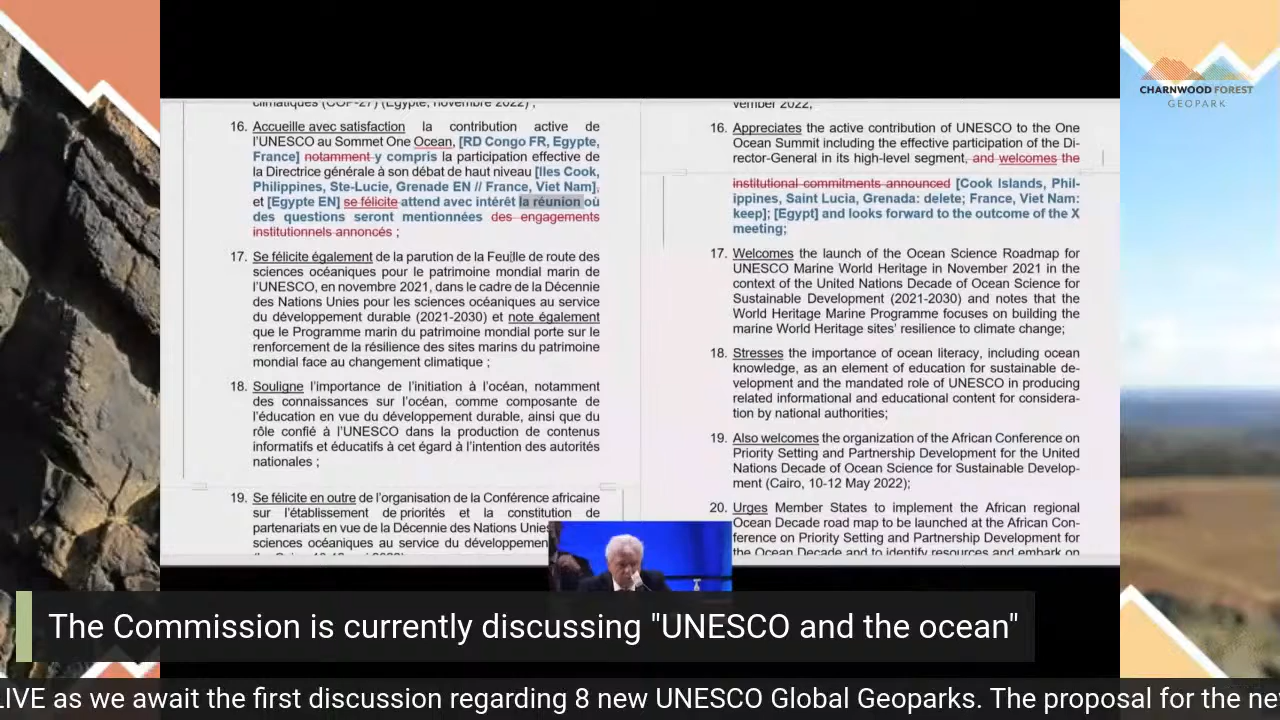 climatiques (COP-27) (Égypte, novembre 2022) ;
16. Accueille avec satisfaction la contribution active de
l'UNESCO au Sommet One Ocean, [RD Congo FR, Egypte,
France] notamment y compris la participation effective de
la Directrice générale à son débat de haut niveau [Iles Cook,
Philippines, Ste-Lucie, Grenade EN // France, Viet Nam],
et [Egypte EN] se félicite attend avec intérêt la réunion où
des questions seront mentionnées des engagements
institutionnels annoncés ;
17. Se félicite également de la parution de la Feuille de route des
sciences océaniques pour le patrimoine mondial marin de
l'UNESCO, en novembre 2021, dans le cadre de la Décennie
des Nations Unies pour les sciences océaniques au service
du développement durable (2021-2030) et note également
que le Programme marin du patrimoine mondial porte sur le
renforcement de la résilience des sites marins du patrimoine
mondial face au changement climatique ;
18. Souligne l'importance de l'initiation à l'océan, notamment
des connaissances sur l'océan, comme composante de
l'éducation en vue du développement durable, ainsi que du
rôle confié à l'UNESCO dans la production de contenus
informatifs et éducatifs à cet égard à l'intention des autorités
nationales ;
19. Se félicite en outre de l'organisation de la Conférence africaine
sur l'établissement de priorités et la constitution de
partenariats en vue de la Décennie des Nations Unies
sciences océaniques au service du développement
vember 2022;
16. Appreciates the active contribution of UNESCO to the One
Ocean Summit including the effective participation of the Di-
rector-General in its high-level segment, and welcomes the
institutional commitments announced [Cook Islands, Phil-
ippines, Saint Lucia, Grenada: delete; France, Viet Nam:
keep]; [Egypt] and looks forward to the outcome of the X
meeting;
17. Welcomes the launch of the Ocean Science Roadmap for
UNESCO Marine World Heritage in November 2021 in the
context of the United Nations Decade of Ocean Science for
Sustainable Development (2021-2030) and notes that the
World Heritage Marine Programme focuses on building the
marine World Heritage sites' resilience to climate change;
18. Stresses the importance of ocean literacy, including ocean
knowledge, as an element of education for sustainable de-
velopment and the mandated role of UNESCO in producing
related informational and educational content for considera-
tion by national authorities;
19. Also welcomes the organization of the African Conference on
Priority Setting and Partnership Development for the United
Nations Decade of Ocean Science for Sustainable Develop-
ment (Cairo, 10-12 May 2022);
20. Urges Member States to implement the African regional
Ocean Decade road map to be launched at the African Con-
ference on Priority Setting and Partnership Development for
the Ocean Decade and to identify resources and embark on
CHARNWOOD FOREST
GEOPARK
The Commission is currently discussing "UNESCO and the ocean"
LIVE as we await the first discussion regarding 8 new UNESCO Global Geoparks. The proposal for the ne